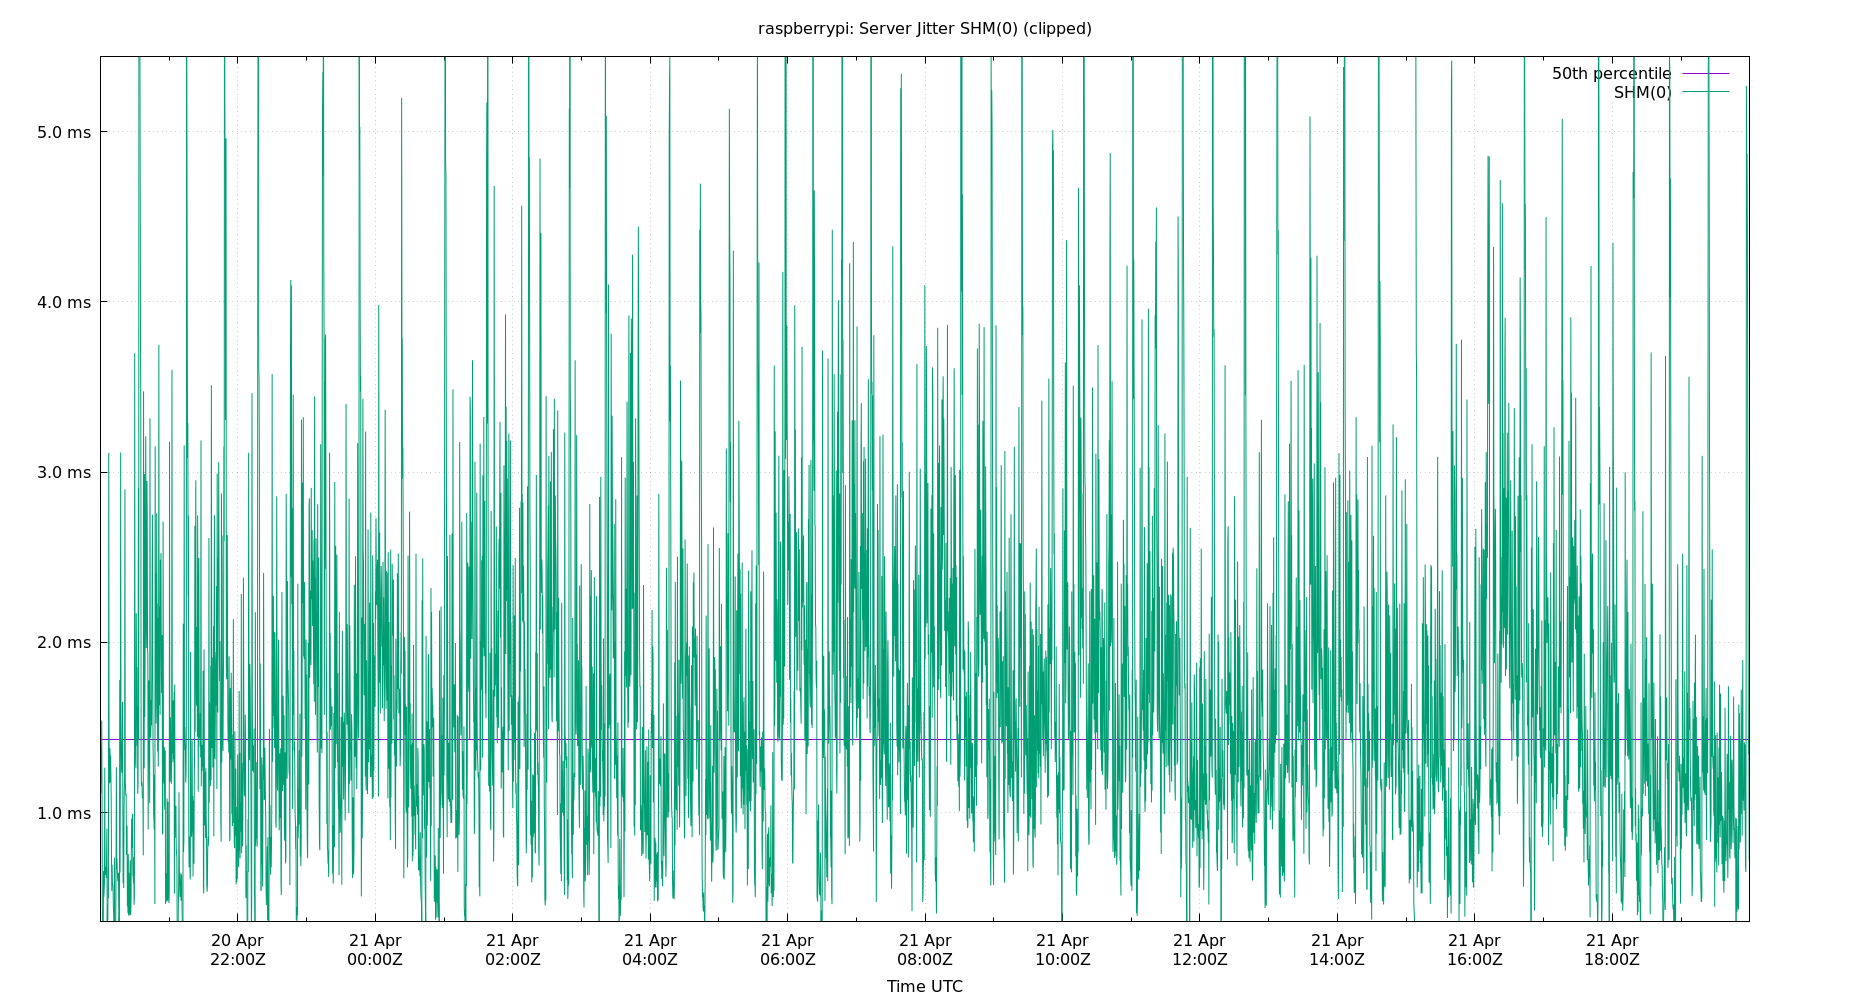 raspberrypi: Server Jitter SHM(0) (clipped)
50th percentile
SHM(0)
5.0 ms
4.0 ms
3.0 ms
2.0 ms
1.0 ms
20 Apr 21 Apr 21 Apr 21 Apr 21 Apr 21 Apr 21 Apr 21 Apr 21 Apr 21 Apr 21 Apr
22:00Z 00:00Z 02:00Z 04:00Z 06:00Z 08:00Z 10:00Z 12:00Z 14:00Z 16:00Z 18:00Z
Time UTC